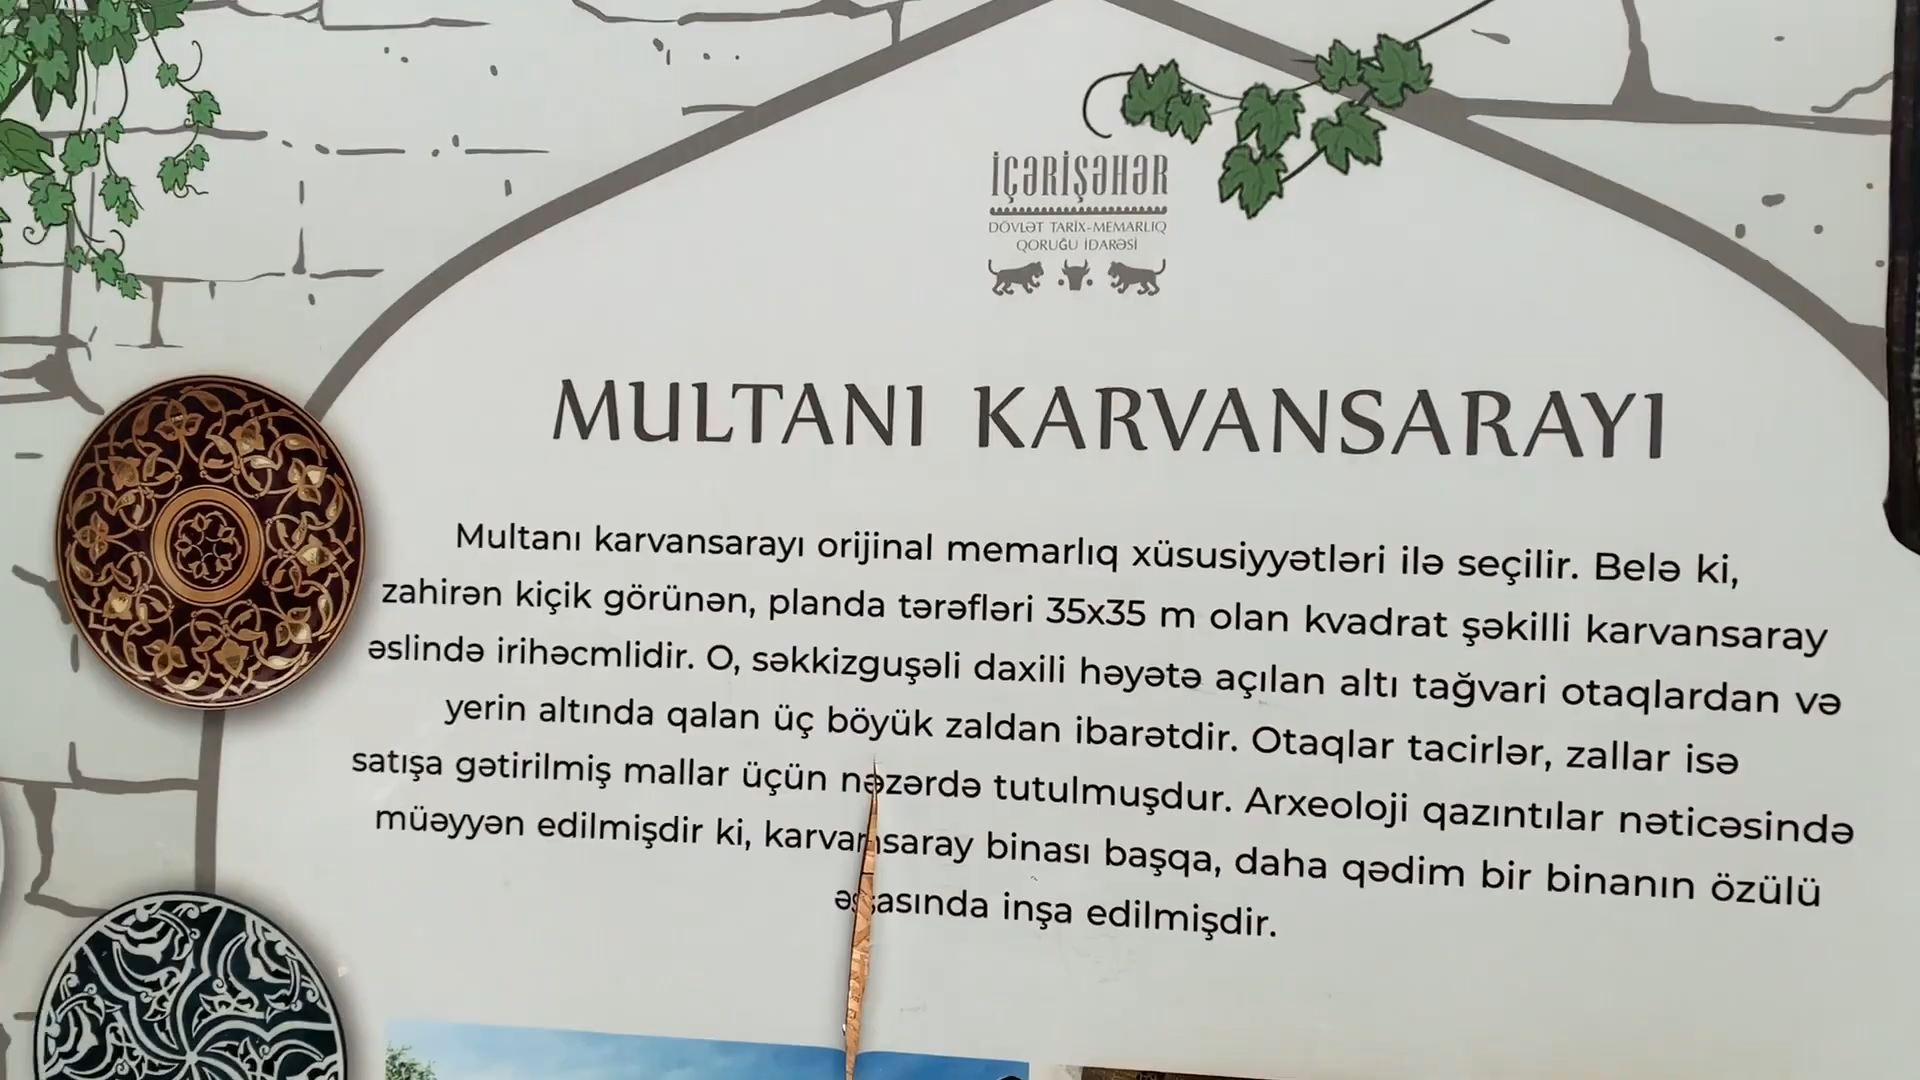 İÇƏRİŞƏHƏR
DÖVLƏT TARİX-MEMARLIQ
QORUĞU İDARƏSİ
MULTANI KARVANSARAYI
Multanı karvansarayı orijinal memarlıq xüsusiyyətləri ilə seçilir. Belə ki,
zahirən kiçik görünən, planda tərəfləri 35x35 m olan kvadrat şəkilli karvansaray
əslində irihəcmlidir. O, səkkizguşəli daxili həyətə açılan altı tağvari otaqlardan və
yerin altında qalan üç böyük zaldan ibarətdir. Otaqlar tacirlər, zallar isə
satışa gətirilmiş mallar üçün nəzərdə tutulmuşdur. Arxeoloji qazıntılar nəticəsində
müəyyən edilmişdir ki, karvansaray binası başqa, daha qədim bir binanın özülü
əsasında inşa edilmişdir.